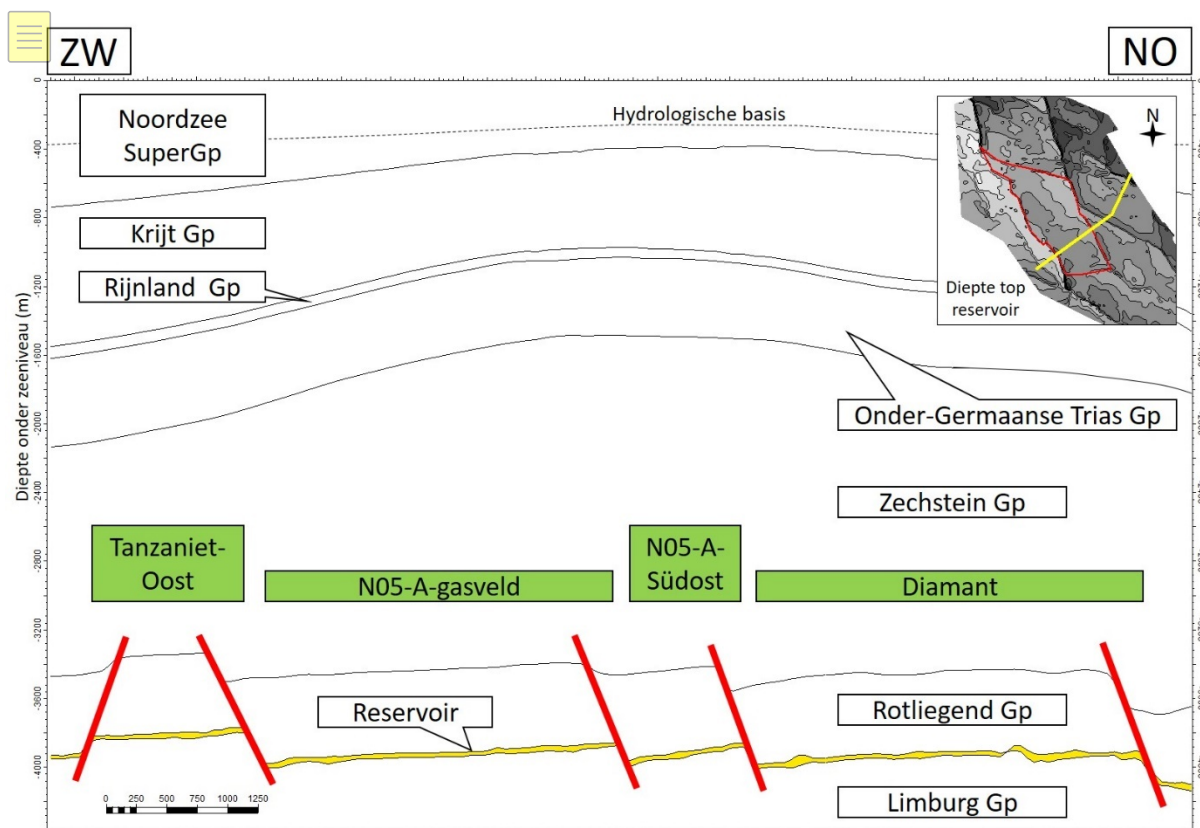 ZW
NO
0
-400
-800
-1200
-1600
-2000
-2400
-2800
-3200
-3600
-4000
Diepte onder zeeniveau (m)
Noordzee
SuperGp
Hydrologische basis
N
Diepte top
reservoir
Krijt Gp
Rijnland Gp
Onder-Germaanse Trias Gp
Zechstein Gp
Tanzaniet-
Oost
N05-A-gasveld
N05-A-
Südost
Diamant
Reservoir
Rotliegend Gp
Limburg Gp
0 250 500 750 1000 1250